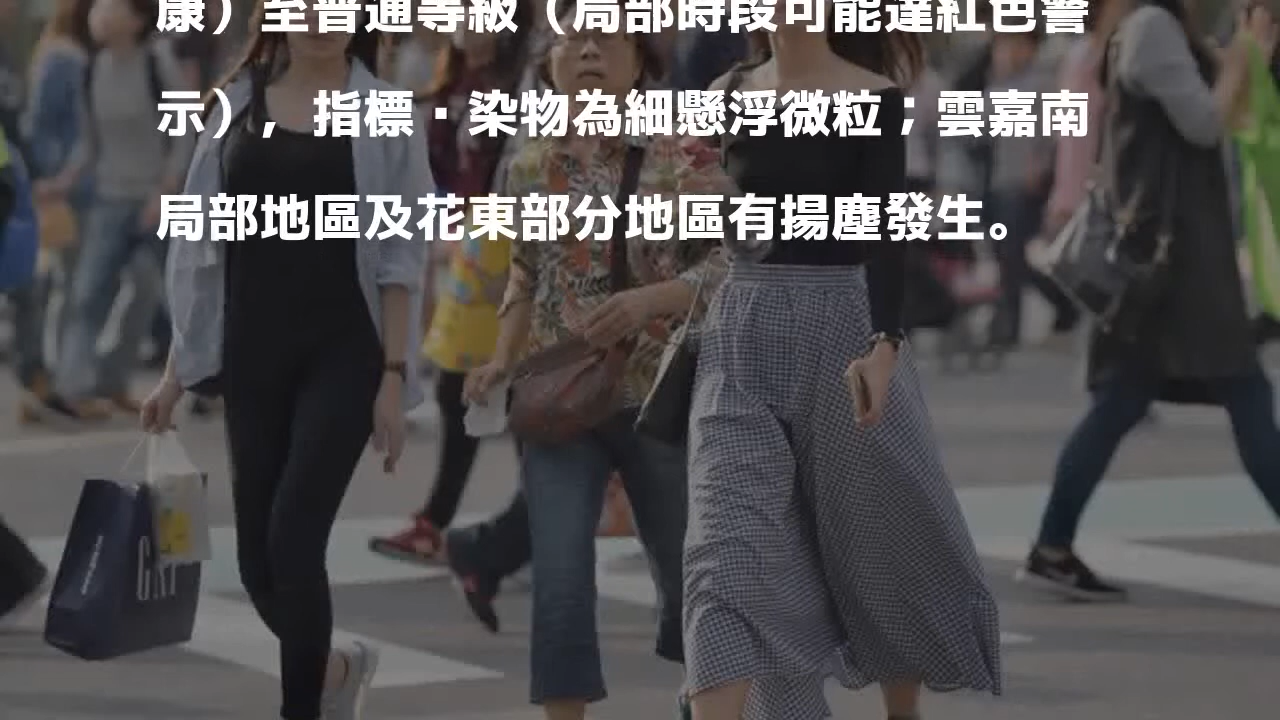 康）至普通等級（局部時段可能達紅色警
示），指標▪染物為細懸浮微粒；雲嘉南
局部地區及花東部分地區有揚塵發生。
GAP